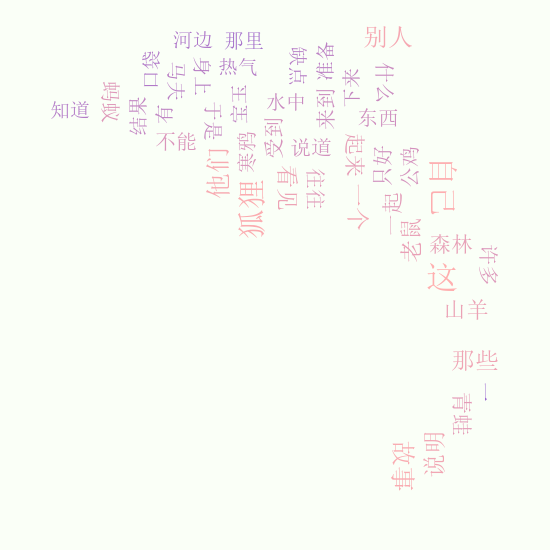 别人
河边
那里
热气
口袋
马夫
身上
缺点
准备
下来
什么
知道
蚂蚁
结果
有
于是
宝玉
水中
来到
东西
不能
寒鸦
受到
说道
起来
只好
公鸡
他们
狐狸
看见
往往
一个
一起
自己
老鼠
森林
许多
这
山羊
那些
一
青蛙
说明
故事